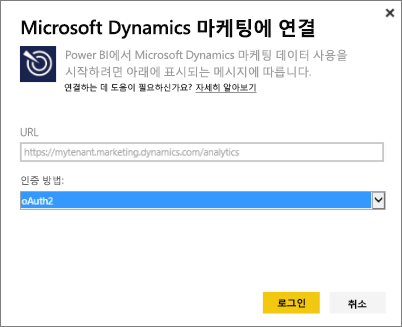 Microsoft Dynamics 마케팅에 연결
Power BI에서 Microsoft Dynamics 마케팅 데이터 사용을
시작하려면 아래에 표시되는 메시지에 따릅니다.
연결하는 데 도움이 필요하신가요? 자세히 알아보기
URL
https://mytenant.marketing.dynamics.com/analytics
인증 방법:
oAuth2
로그인 취소